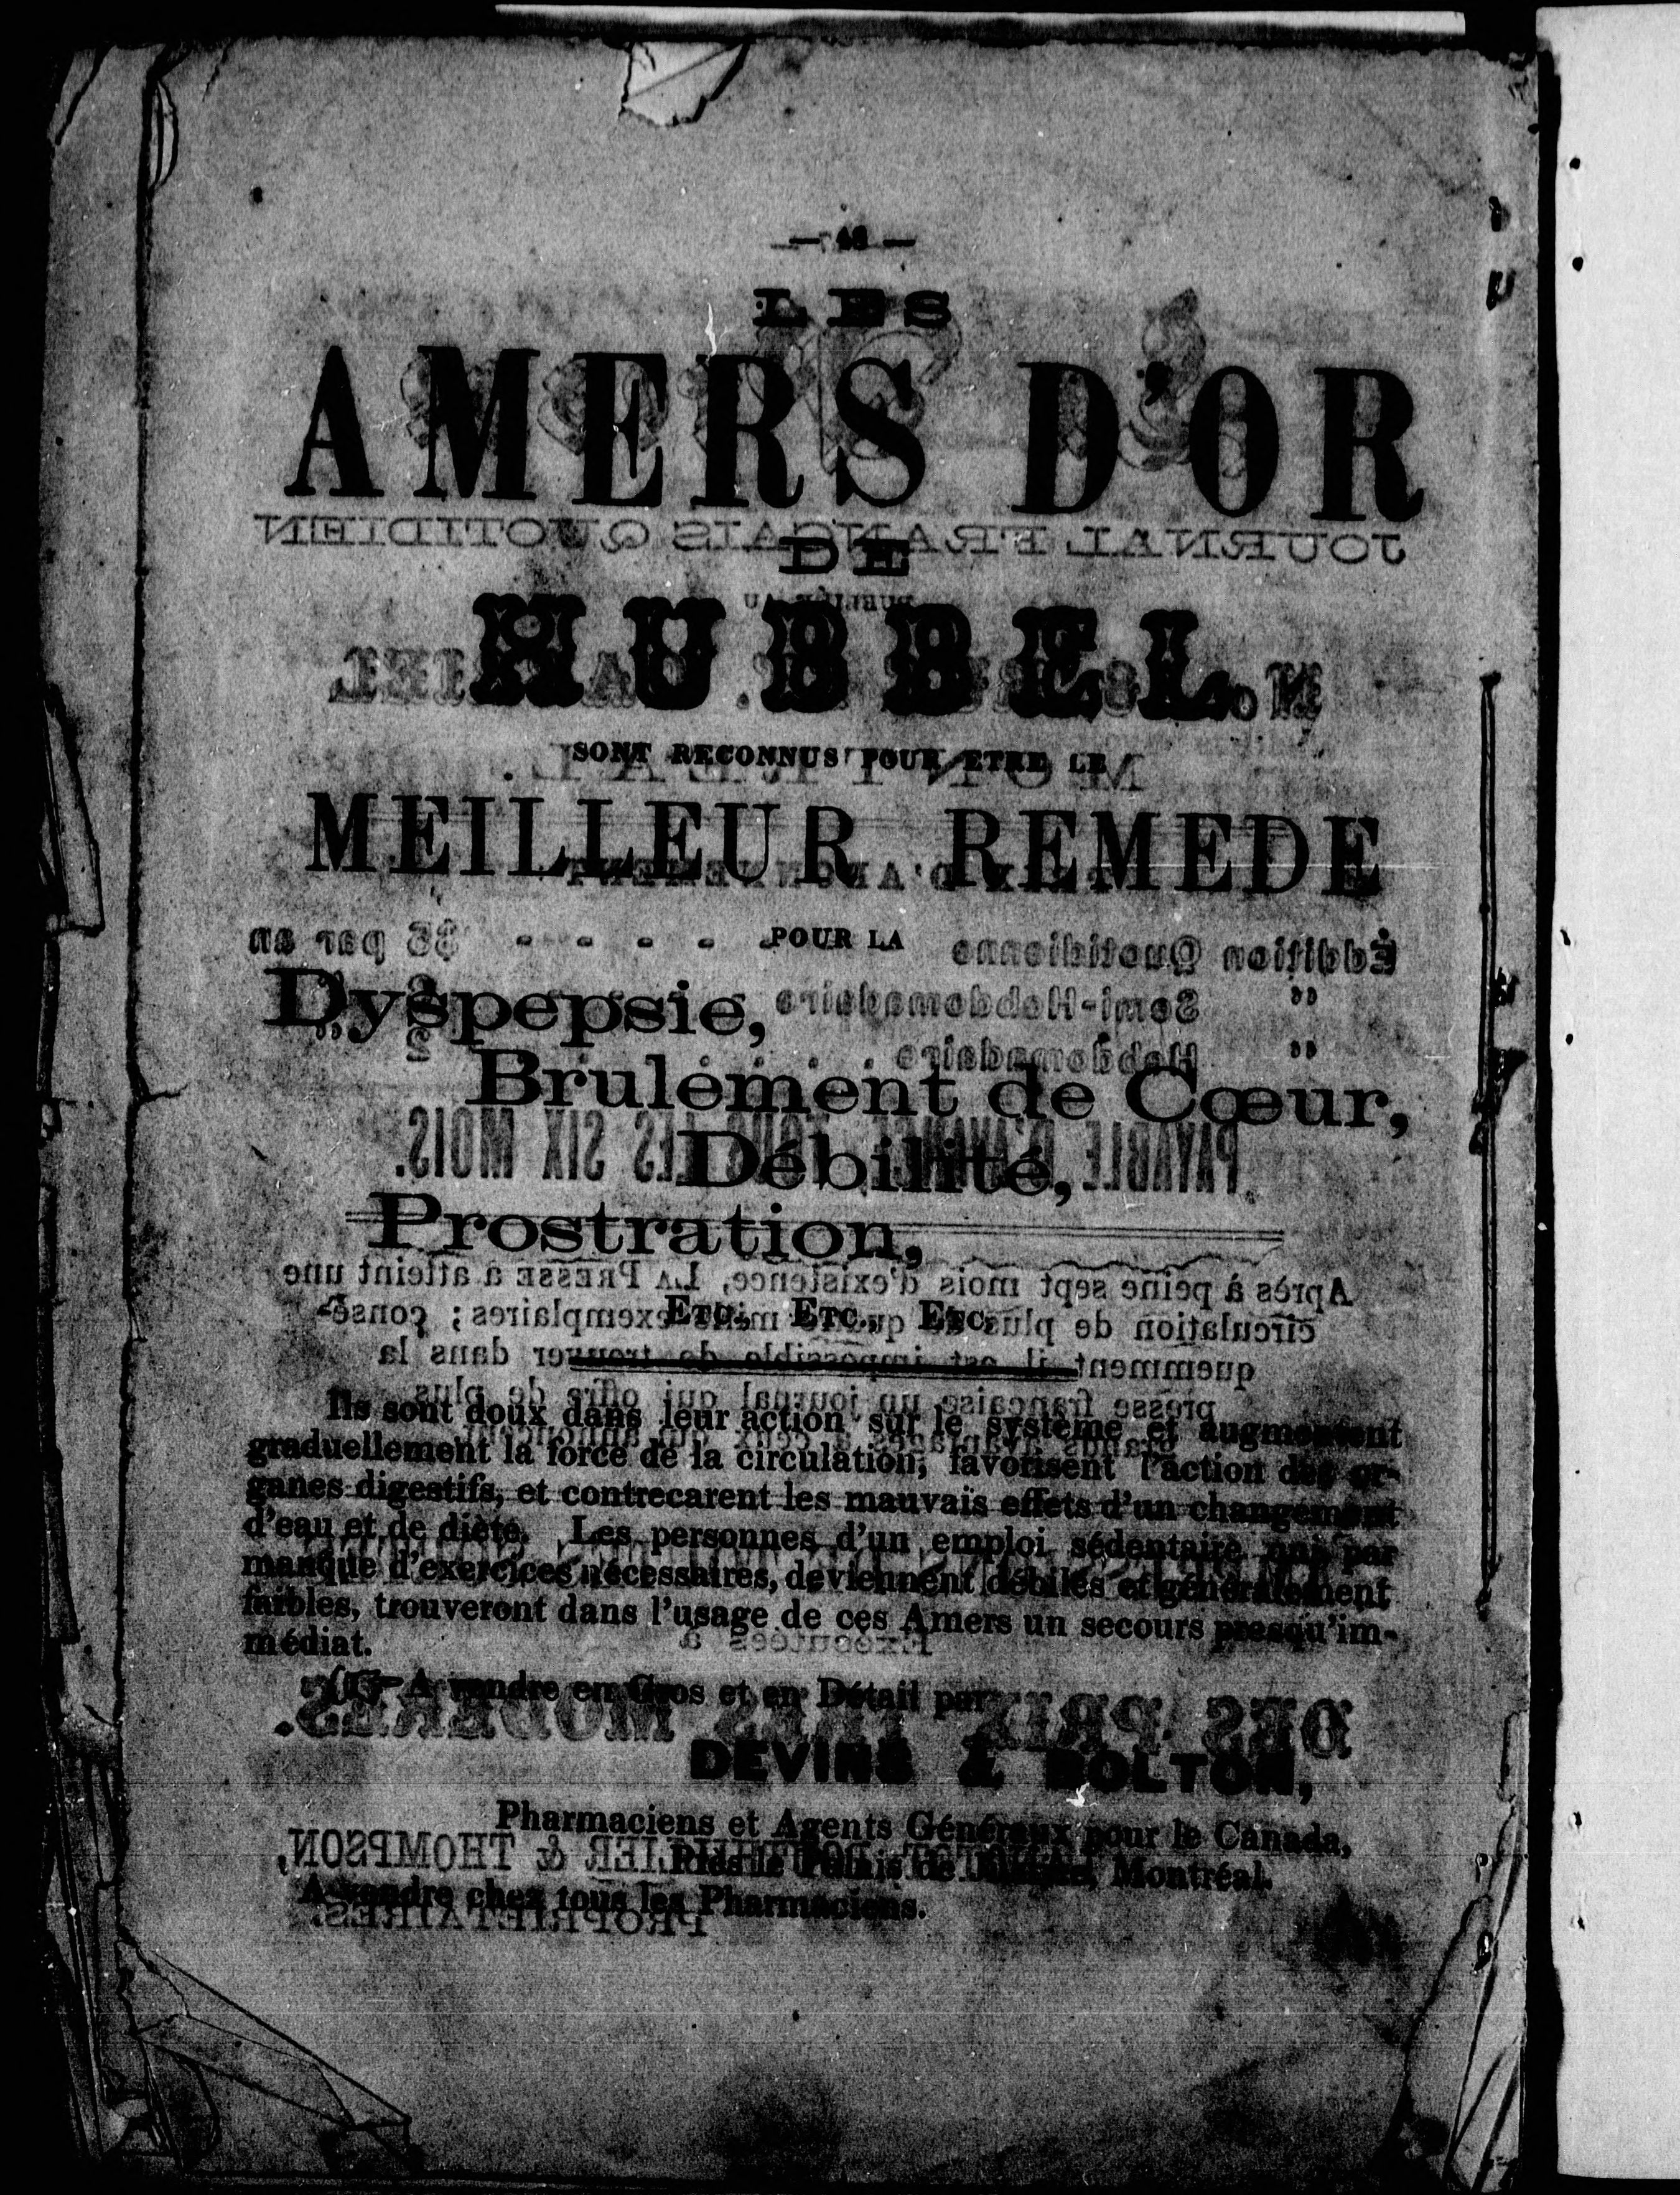 — 48 —
LES
AMERS D'OR
DE
HUBBEL
SONT RECONNUS POUR ETRE LE
MEILLEUR REMEDE
POUR LA
Dyspepsie,
Brulement de Cœur,
Débilité,
Prostration,
ETC., ETC., ETC.
Ils sont doux dans leur action sur le système et augmentent
graduellement la force de la circulation, favorisent l'action des or-
ganes digestifs, et contrecarent les mauvais effets d'un changement
d'eau et de diète. Les personnes d'un emploi sédentaire par
manque d'exercices nécessaires, deviennent débiles et généralement
faibles, trouveront dans l'usage de ces Amers un secours presqu'im-
médiat.
A vendre en Gros et en Détail par
DEVINS & BOLTON,
Pharmaciens et Agents Généraux pour le Canada,
le Palais de Montréal.
A vendre chez tous les Pharmaciens.